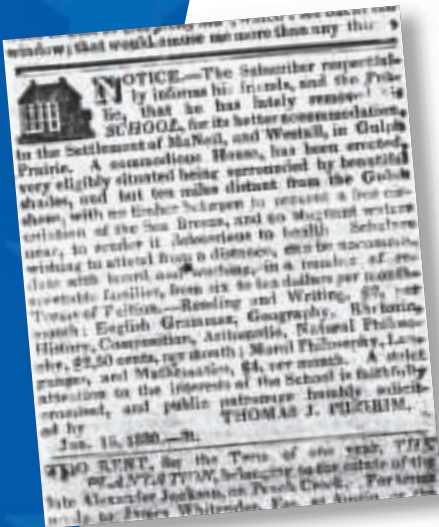 window; that would amuse me more than any
NOTICE.—The Subscriber respectfully
informs his friends, and the Pub-
lic, that he has lately removed his
SCHOOL, for its better accommodation,
to the Settlement of McNeil, and Westall, in Gulph
Prairie. A commodious House, has been erected,
very eligibly situated being surrounded by beautiful
shades, and but ten miles distant from the Gulph
shore, with no timber between to prevent a free cir-
culation of the Sea Breeze, and no stagnant waters
near, to render it deleterious to health. Scholars
wishing to attend from a distance, can be accommo-
dated with board and washing, in a number of re-
spectable families, from six to ten dollars per month.
Terms of Tuition.—Reading and Writing, $2, per
month; English Grammar, Geography, Rhetoric,
History, Composition, Arithmetic, Natural Philoso-
phy, $2,50 cents, per month; Moral Philosophy, Lan-
guages, and Mathematics, $4, per month. A strict
attention to the interests of the School is faithfully
promised, and public patronage humbly solicit-
ed by THOMAS J. PILGRIM.
Jan. 15, 1830.—3t.
TO RENT, for the Term of one year, THE
PLANTATION, belonging to the estate of the
late Alexander Jackson, on Peach Creek. For terms
to James Whiteside,